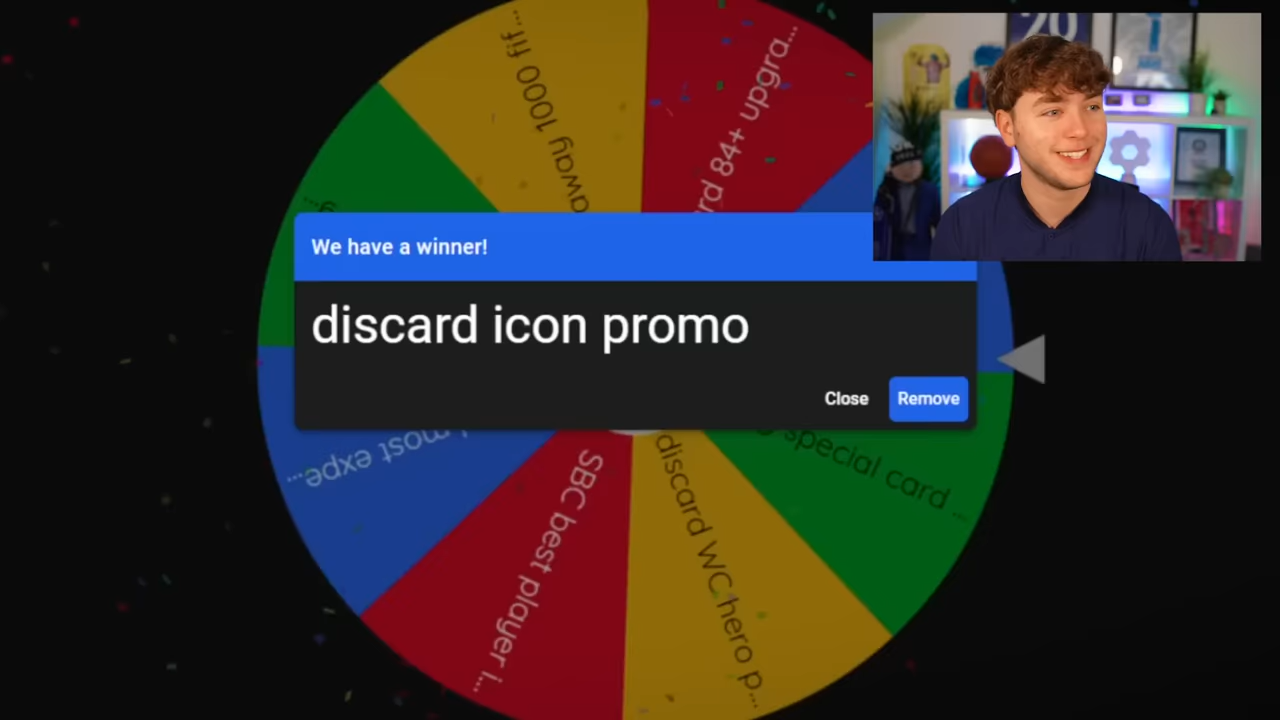 away 1000 fif...
rd 84+ upgra...
g...
We have a winner!
discard icon promo
Close
Remove
most expe...
SBC best player i...
discard WC hero p...
special card ...
20